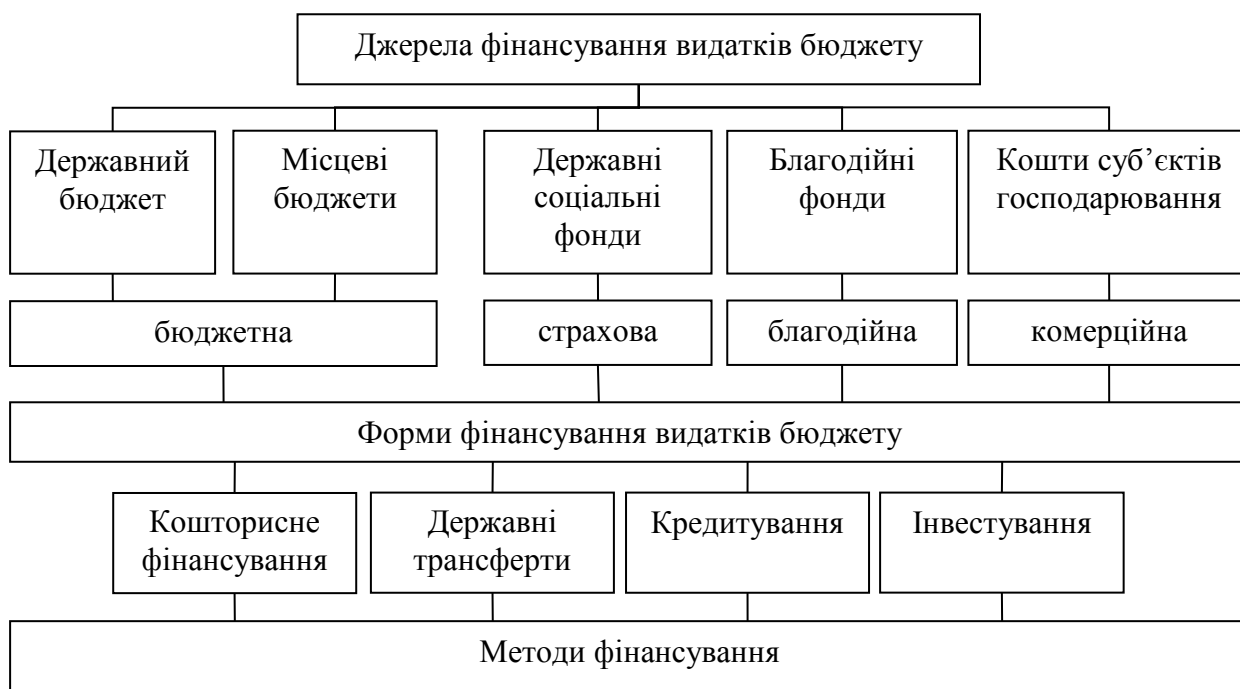 Джерела фінансування видатків бюджету
Державний
бюджет
Місцеві
бюджети
Державні
соціальні
фонди
Благодійні
фонди
Кошти суб’єктів
господарювання
бюджетна
страхова
благодійна
комерційна
Форми фінансування видатків бюджету
Кошторисне
фінансування
Державні
трансферти
Кредитування
Інвестування
Методи фінансування